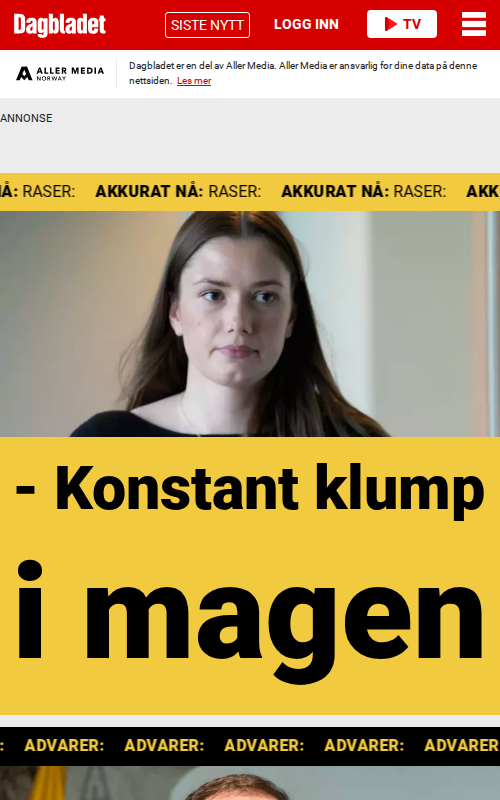 Dagbladet
SISTE NYTT
LOGG INN
TV
ALLER MEDIA
NORWAY
Dagbladet er en del av Aller Media. Aller Media er ansvarlig for dine data på denne
nettsiden. Les mer
ANNONSE
Å: RASER: AKKURAT NÅ: RASER: AKKURAT NÅ: RASER: AKK
- Konstant klump
i magen
: ADVARER: ADVARER: ADVARER: ADVARER: ADVARER